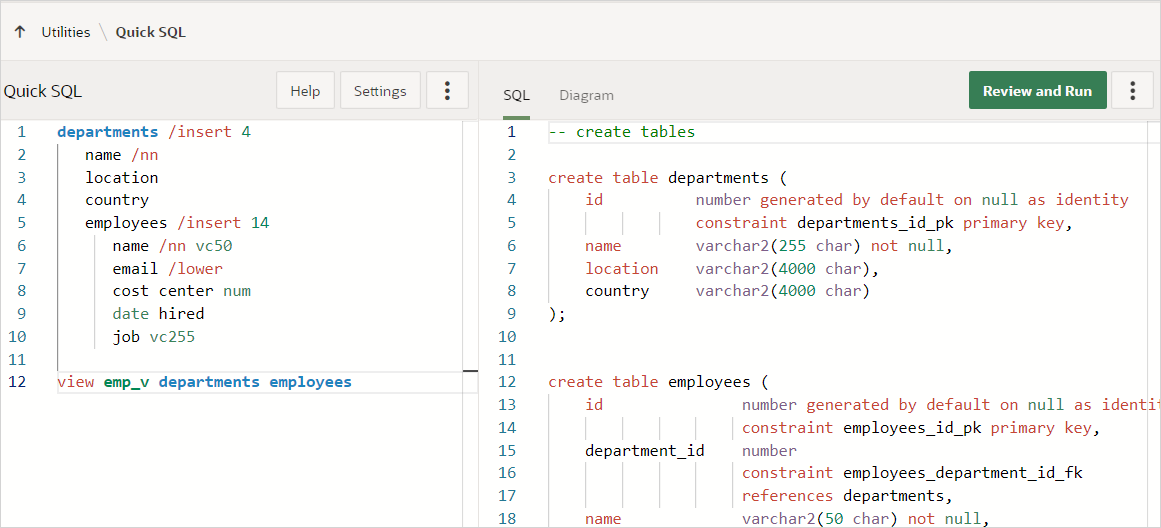 Utilities \ Quick SQL
Quick SQL Help Settings
SQL Diagram Review and Run
1 departments /insert 4
2 name /nn
3 location
4 country
5 employees /insert 14
6 name /nn vc50
7 email /lower
8 cost center num
9 date hired
10 job vc255
11
12 view emp_v departments employees
1 -- create tables
2
3 create table departments (
4 id number generated by default on null as identity
5 constraint departments_id_pk primary key,
6 name varchar2(255 char) not null,
7 location varchar2(4000 char),
8 country varchar2(4000 char)
9 );
10
11
12 create table employees (
13 id number generated by default on null as identit
14 constraint employees_id_pk primary key,
15 department_id number
16 constraint employees_department_id_fk
17 references departments,
18 name varchar2(50 char) not null,